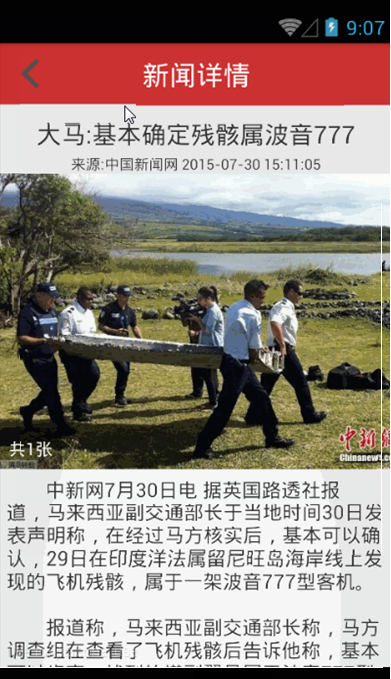 9:07
新闻详情
大马:基本确定残骸属波音777
来源:中国新闻网 2015-07-30 15:11:05
共1张
中新
Chinanew
中新网7月30日电 据英国路透社报
道，马来西亚副交通部长于当地时间30日发
表声明称，在经过马方核实后，基本可以确
认，29日在印度洋法属留尼旺岛海岸线上发
现的飞机残骸，属于一架波音777型客机。
报道称，马来西亚副交通部长称，马方
调查组在查看了飞机残骸后告诉他称，基本